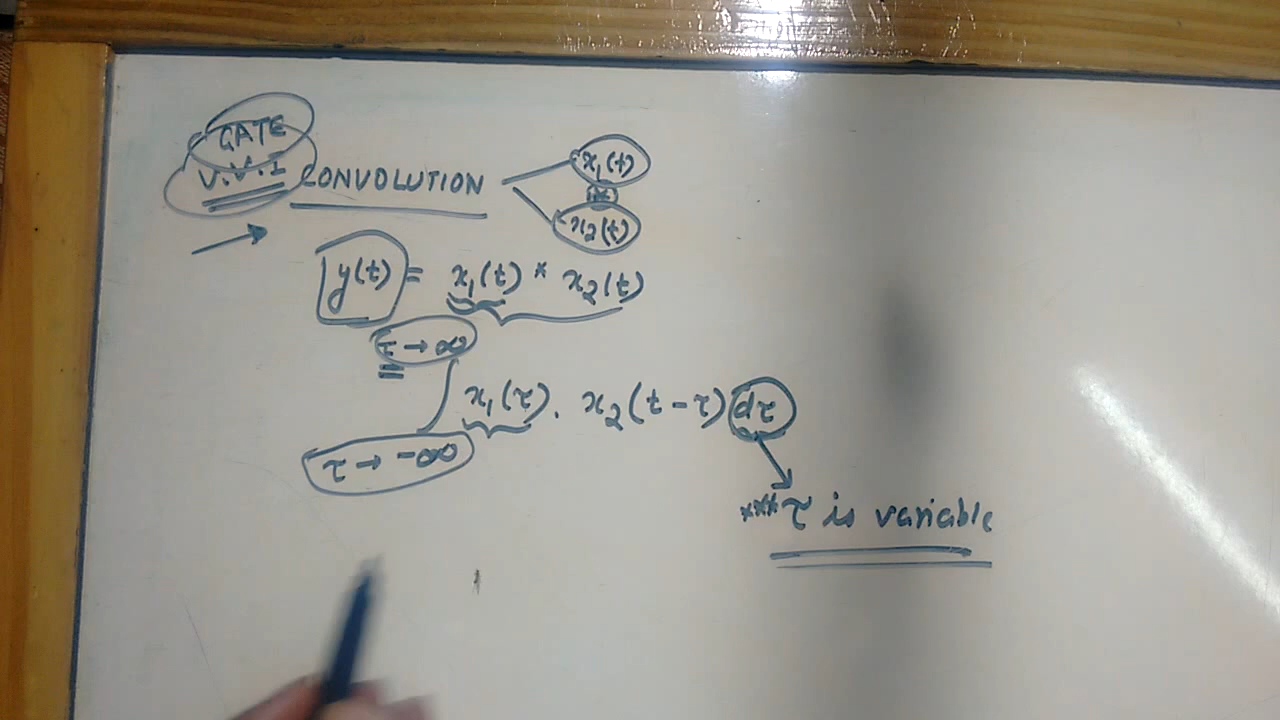 GATE
V.V.I CONVOLUTION x₁(t)
*
x₂(t)
y(t) = x₁(t) * x₂(t)
τ → ∞
x₁(τ). x₂(t - τ) dτ
τ → -∞
*** τ is variable